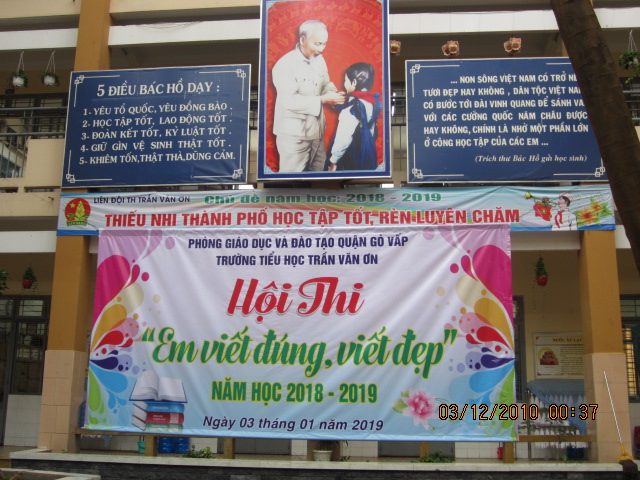 5 ĐIỀU BÁC HỒ DẠY :
1- YÊU TỔ QUỐC, YÊU ĐỒNG BÀO .
2- HỌC TẬP TỐT, LAO ĐỘNG TỐT .
3- ĐOÀN KẾT TỐT, KỶ LUẬT TỐT .
4- GIỮ GÌN VỆ SINH THẬT TỐT .
5- KHIÊM TỐN, THẬT THÀ, DŨNG CẢM.
... NON SÔNG VIỆT NAM CÓ TRỞ NÊN
TƯƠI ĐẸP HAY KHÔNG , DÂN TỘC VIỆT NAM
CÓ BƯỚC TỚI ĐÀI VINH QUANG ĐỂ SÁNH VAI
VỚI CÁC CƯỜNG QUỐC NĂM CHÂU ĐƯỢC
HAY KHÔNG, CHÍNH LÀ NHỜ MỘT PHẦN LỚN
Ở CÔNG HỌC TẬP CỦA CÁC EM ...
(Trích thư Bác Hồ gửi học sinh)
LIÊN ĐỘI TH TRẦN VĂN ƠN
Chủ đề năm học: 2018 - 2019
THIẾU NHI THÀNH PHỐ HỌC TẬP TỐT, RÈN LUYỆN CHĂM
PHÒNG GIÁO DỤC VÀ ĐÀO TẠO QUẬN GÒ VẤP
TRƯỜNG TIỂU HỌC TRẦN VĂN ƠN
Hội Thi
"Em viết đúng, viết đẹp"
NĂM HỌC 2018 - 2019
Ngày 03 tháng 01 năm 2019
03/12/2010 00:37